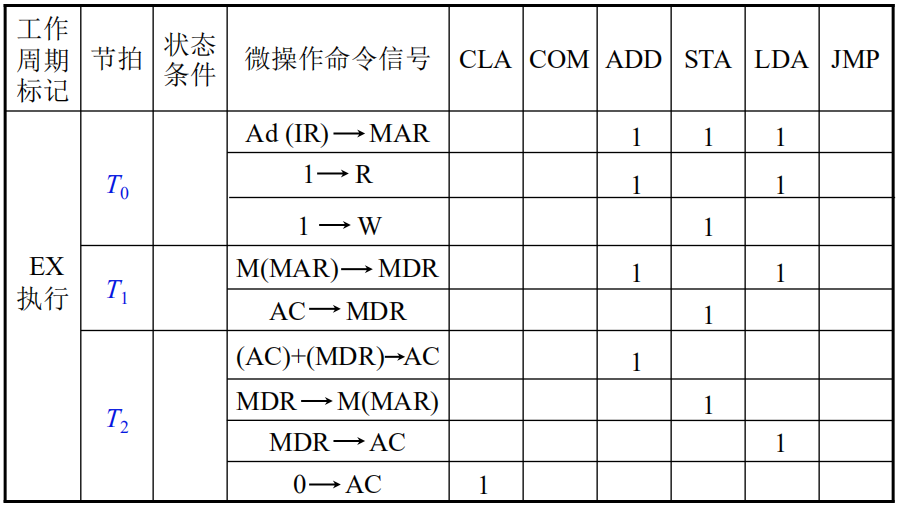 工作周期标记 节拍 状态条件 微操作命令信号 CLA COM ADD STA LDA JMP
EX 执行 T0 Ad (IR)→MAR 1 1 1
1→R 1 1
1→W 1
T1 M(MAR)→MDR 1 1
AC→MDR 1
T2 (AC)+(MDR)→AC 1
MDR→M(MAR) 1
MDR→AC 1
0→AC 1